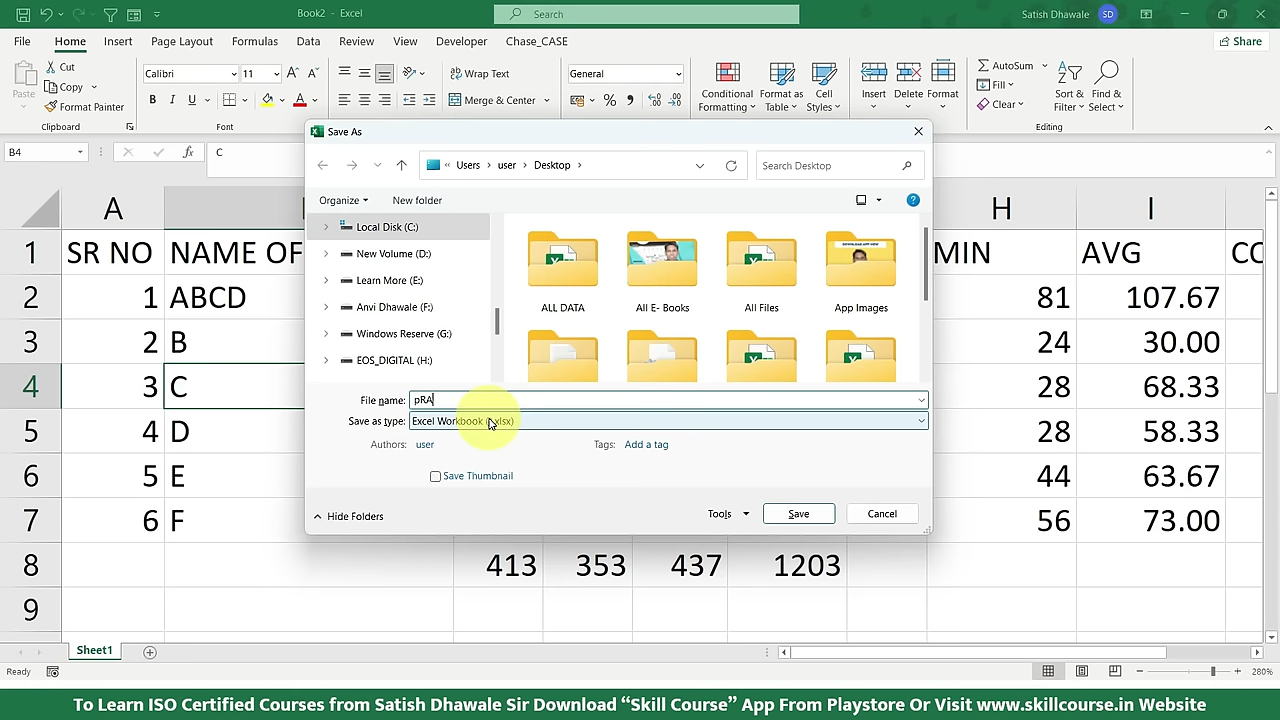 Book2 - Excel
Search
Satish Dhawale
SD
File
Home
Insert
Page Layout
Formulas
Data
Review
View
Developer
Chase_CASE
Share
Paste
Cut
Copy
Format Painter
Clipboard
Calibri
11
B I U
Font
Wrap Text
Merge & Center
General
Conditional Formatting
Format as Table
Cell Styles
Insert
Delete
Format
AutoSum
Fill
Clear
Sort & Filter
Find & Select
Editing
B4
fx
C
A
H
I
1 SR NO NAME OF MIN AVG
2 1 ABCD 81 107.67
3 2 B 24 30.00
4 3 C 28 68.33
5 4 D 28 58.33
6 5 E 44 63.67
7 6 F 56 73.00
8 413 353 437 1203
9
Save As
Users > user > Desktop >
Search Desktop
Organize
New folder
Local Disk (C:)
New Volume (D:)
Learn More (E:)
Anvi Dhawale (F:)
Windows Reserve (G:)
EOS_DIGITAL (H:)
ALL DATA
All E- Books
All Files
App Images
File name: pRA
Save as type: Excel Workbook (*.xlsx)
Authors: user
Tags: Add a tag
Save Thumbnail
Hide Folders
Tools
Save
Cancel
Sheet1
Ready
280%
To Learn ISO Certified Courses from Satish Dhawale Sir Download “Skill Course” App From Playstore Or Visit www.skillcourse.in Website